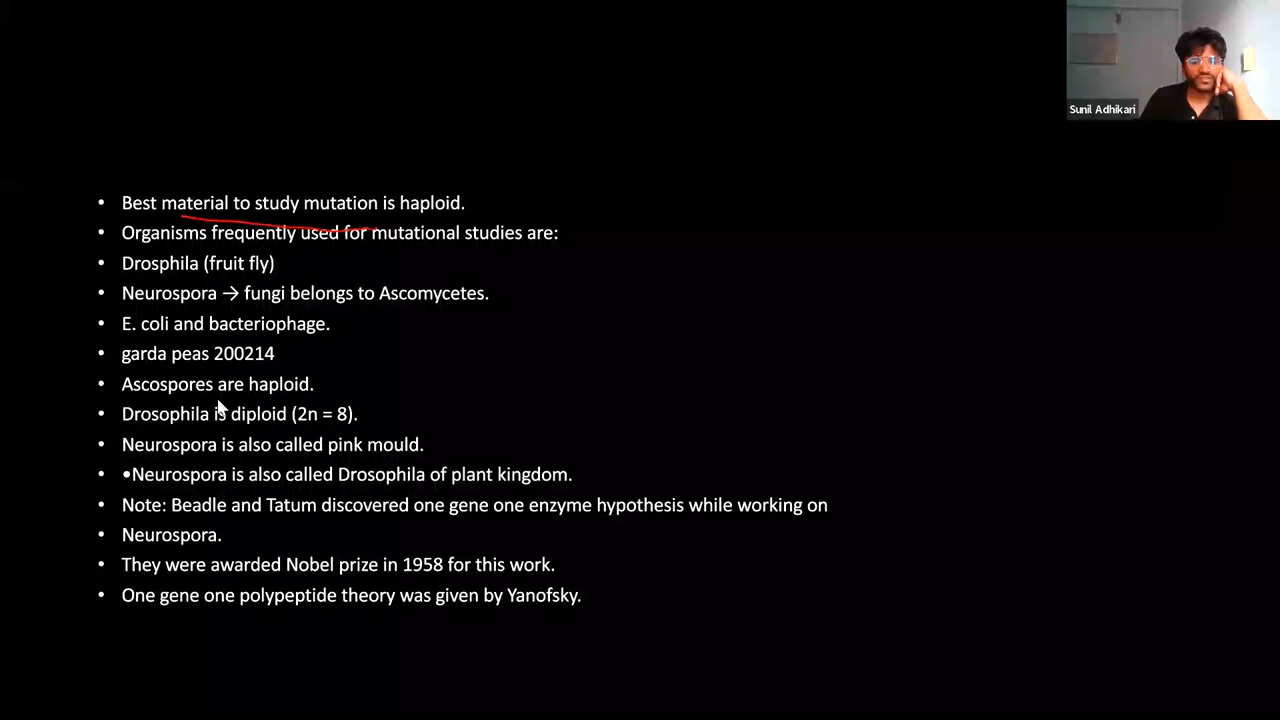 Sunil Adhikari
• Best material to study mutation is haploid.
• Organisms frequently used for mutational studies are:
• Drosphila (fruit fly)
• Neurospora → fungi belongs to Ascomycetes.
• E. coli and bacteriophage.
• garda peas 200214
• Ascospores are haploid.
• Drosophila is diploid (2n = 8).
• Neurospora is also called pink mould.
• •Neurospora is also called Drosophila of plant kingdom.
• Note: Beadle and Tatum discovered one gene one enzyme hypothesis while working on
• Neurospora.
• They were awarded Nobel prize in 1958 for this work.
• One gene one polypeptide theory was given by Yanofsky.